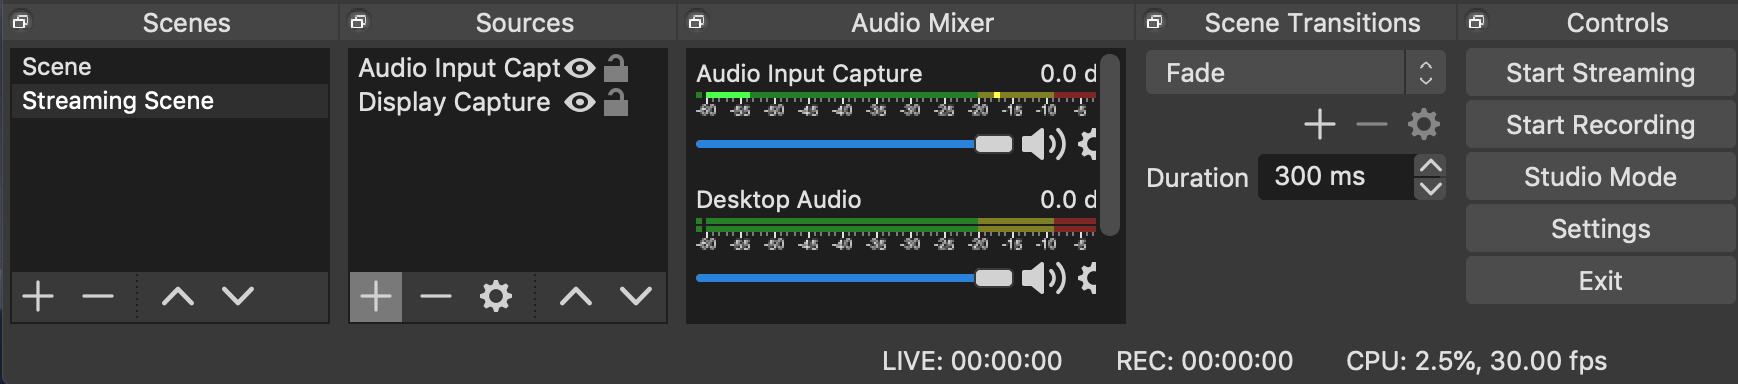 Scenes
Scene
Streaming Scene
Sources
Audio Input Capt
Display Capture
Audio Mixer
Audio Input Capture 0.0 d
-60 -55 -50 -45 -40 -35 -30 -25 -20 -15 -10 -5
Desktop Audio 0.0 d
-60 -55 -50 -45 -40 -35 -30 -25 -20 -15 -10 -5
Scene Transitions
Fade
Duration 300 ms
Controls
Start Streaming
Start Recording
Studio Mode
Settings
Exit
LIVE: 00:00:00 REC: 00:00:00 CPU: 2.5%, 30.00 fps